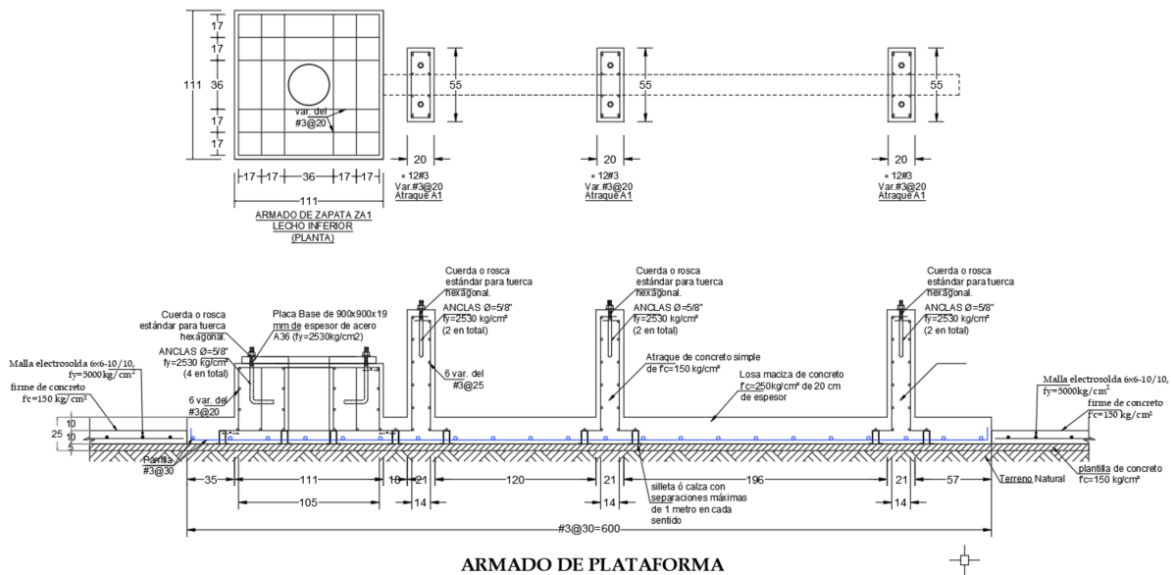 17
17
111
36
17
17
var. del
#3@20
17
17
36
17
17
111
ARMADO DE ZAPATA ZA1
LECHO INFERIOR
(PLANTA)
55
20
12#3
Var.#3@20
Atraque A1
55
20
12#3
Var.#3@20
Atraque A1
55
20
12#3
Var.#3@20
Atraque A1
Cuerda o rosca
estándar para tuerca
hexágonal.
ANCLAS Ø=5/8"
fy=2530 kg/cm²
(2 en total)
Cuerda o rosca
estándar para tuerca
hexágonal.
ANCLAS Ø=5/8"
fy=2530 kg/cm²
(2 en total)
Cuerda o rosca
estándar para tuerca
hexágonal.
ANCLAS Ø=5/8"
fy=2530 kg/cm²
(2 en total)
Cuerda o rosca
estándar para tuerca
hexágonal.
Placa Base de 900x900x19
mm de espesor de acero
A36 (fy=2530kg/cm2)
ANCLAS Ø=5/8"
fy=2530 kg/cm²
(4 en total)
Malla electrosolda 6x6-10/10,
fy=5000kg/cm²
firme de concreto
f'c=150 kg/cm²
6 var. del
#3@20
6 var. del
#3@25
Atraque de concreto simple
de f'c=150 kg/cm²
Losa maciza de concreto
f'c=250kg/cm² de 20 cm
de espesor
Malla electrosolda 6x6-10/10,
fy=5000kg/cm²
firme de concreto
f'c=150 kg/cm²
10
25
10
5
Parrilla
#3@30
plantilla de concreto
f'c=150 kg/cm²
Terreno Natural
35
111
18
21
120
21
196
21
57
105
14
14
14
silleta ó calza con
separaciones máximas
de 1 metro en cada
sentido
#3@30=600
ARMADO DE PLATAFORMA